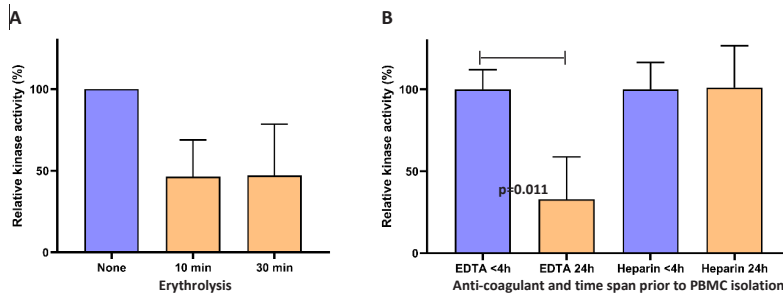 A
Relative kinase activity (%)
100
50
0
None 10 min 30 min
Erythrolysis
B
Relative kinase activity (%)
100
50
0
p=0.011
EDTA <4h EDTA 24h Heparin <4h Heparin 24h
Anti-coagulant and time span prior to PBMC isolation